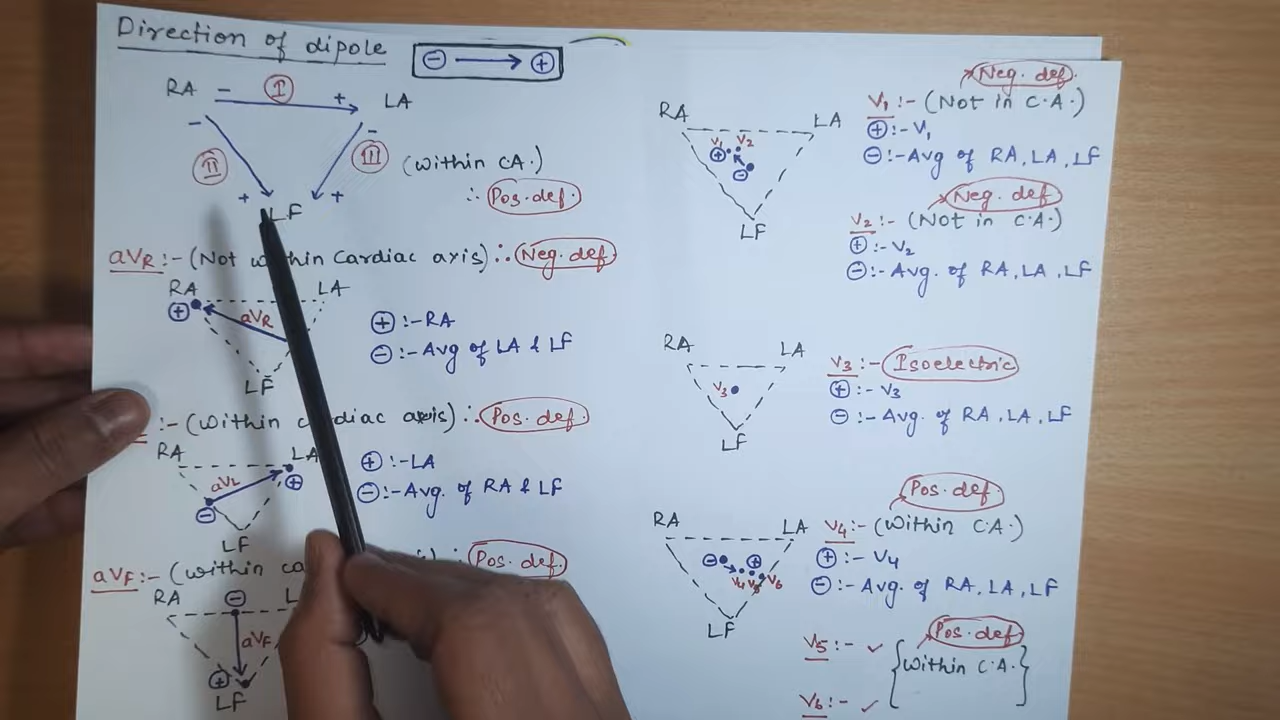 Direction of dipole ⊖ → ⊕
RA − I + LA
− −
II III (within CA.)
+ + ∴ Pos. def.
LF
aVR :- (Not within Cardiac axis) ∴ Neg. def.
RA LA
⊕ aVR ⊕ :- RA
⊖ :- Avg of LA & LF
LF
:- (within cardiac axis) ∴ Pos. def.
RA LA
aVL ⊕ ⊕ :- LA
⊖ ⊖ :- Avg. of RA & LF
LF
aVF :- (within ca Pos. def.
RA ⊖
aVF
⊕
LF
Neg. def.
RA LA V1 :- (Not in C.A.)
V1 V2 ⊕ :- V1
⊕ ⊖ ⊖ :- Avg of RA, LA, LF
LF
Neg. def
V2 :- (Not in C.A.)
⊕ :- V2
⊖ :- Avg. of RA, LA, LF
RA LA V3 :- Isoelectric
V3 ⊕ :- V3
⊖ :- Avg. of RA, LA, LF
LF
Pos. def.
RA LA V4 :- (Within C.A.)
⊖ ⊕ ⊕ :- V4
V4 V5 V6 ⊖ :- Avg of RA, LA, LF
LF
Pos. def
V5 :- ✓ {Within C.A.}
V6 :- ✓